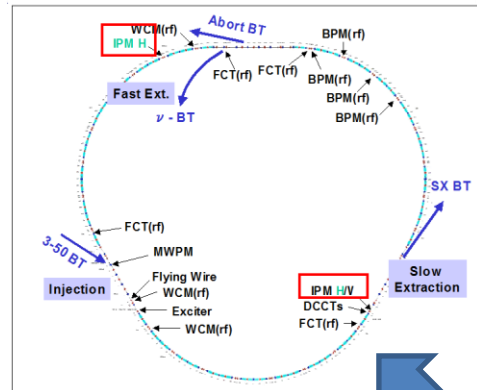 Abort BT
WCM(rf)
IPM H
BPM(rf)
FCT(rf)
FCT(rf)
BPM(rf)
Fast Ext.
BPM(rf)
ν - BT
BPM(rf)
SX BT
FCT(rf)
3-50 BT
MWPM
Injection
Flying Wire
WCM(rf)
Exciter
WCM(rf)
Slow
Extraction
IPM H/V
DCCTs
FCT(rf)